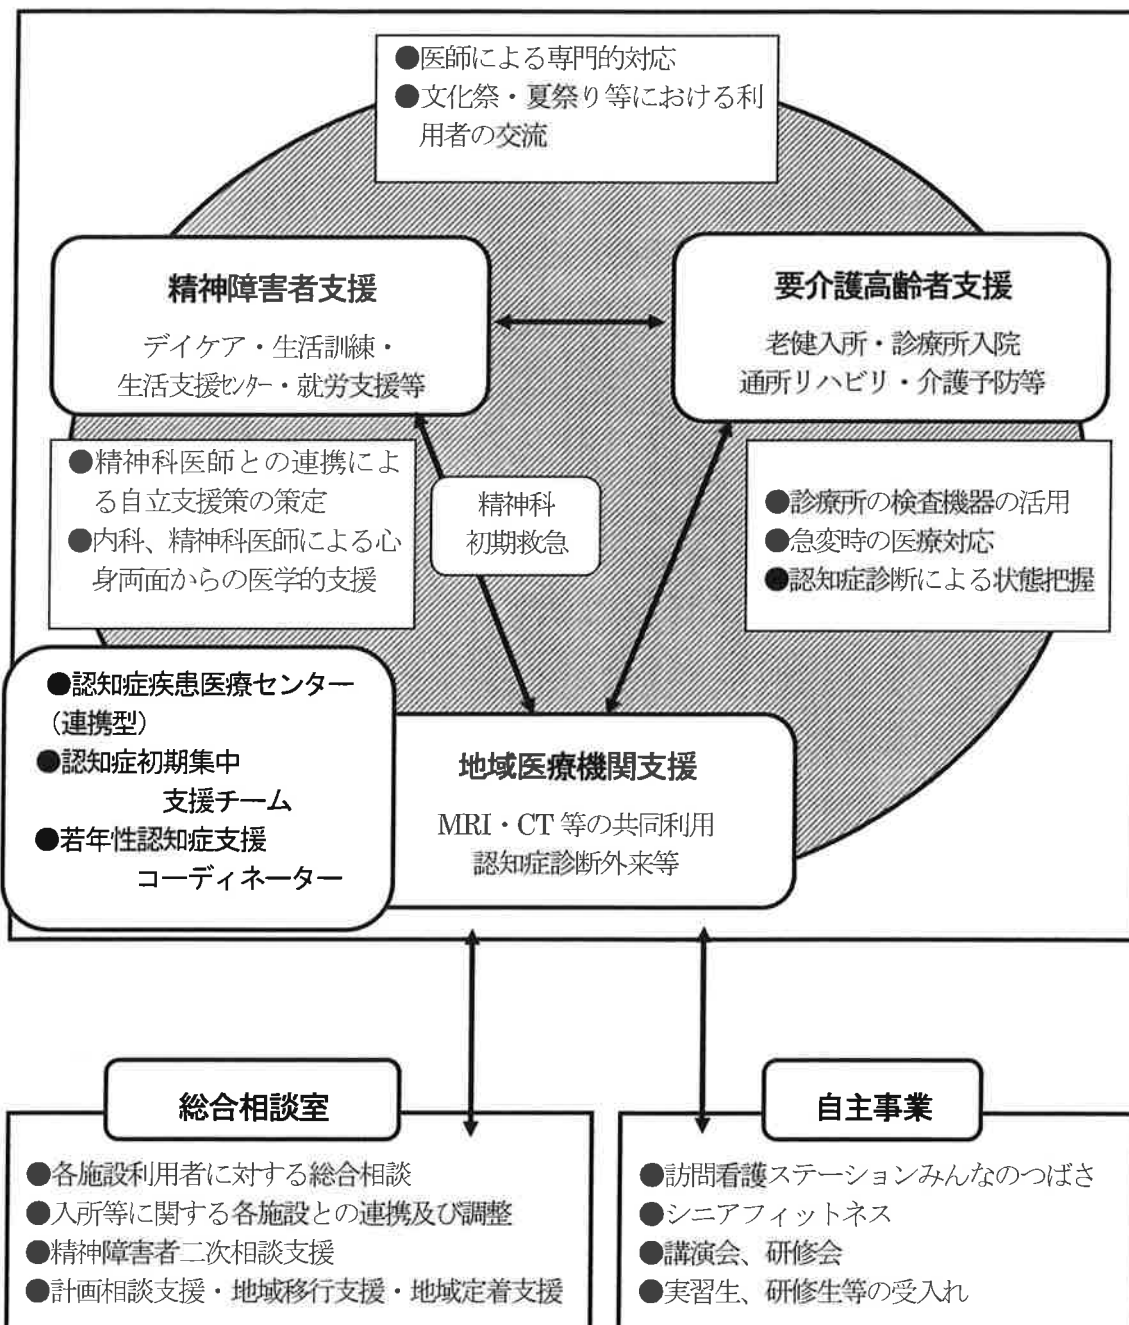 ●医師による専門的対応
●文化祭・夏祭り等における利
用者の交流
精神障害者支援
デイケア・生活訓練・
生活支援センター・就労支援等
要介護高齢者支援
老健入所・診療所入院
通所リハビリ・介護予防等
●精神科医師との連携によ
る自立支援策の策定
●内科、精神科医師による心
身両面からの医学的支援
精神科
初期救急
●診療所の検査機器の活用
●急変時の医療対応
●認知症診断による状態把握
●認知症疾患医療センター
(連携型)
●認知症初期集中
支援チーム
●若年性認知症支援
コーディネーター
地域医療機関支援
MRI・CT等の共同利用
認知症診断外来等
総合相談室
●各施設利用者に対する総合相談
●入所等に関する各施設との連携及び調整
●精神障害者二次相談支援
●計画相談支援・地域移行支援・地域定着支援
自主事業
●訪問看護ステーションみんなのつばさ
●シニアフィットネス
●講演会、研修会
●実習生、研修生等の受入れ